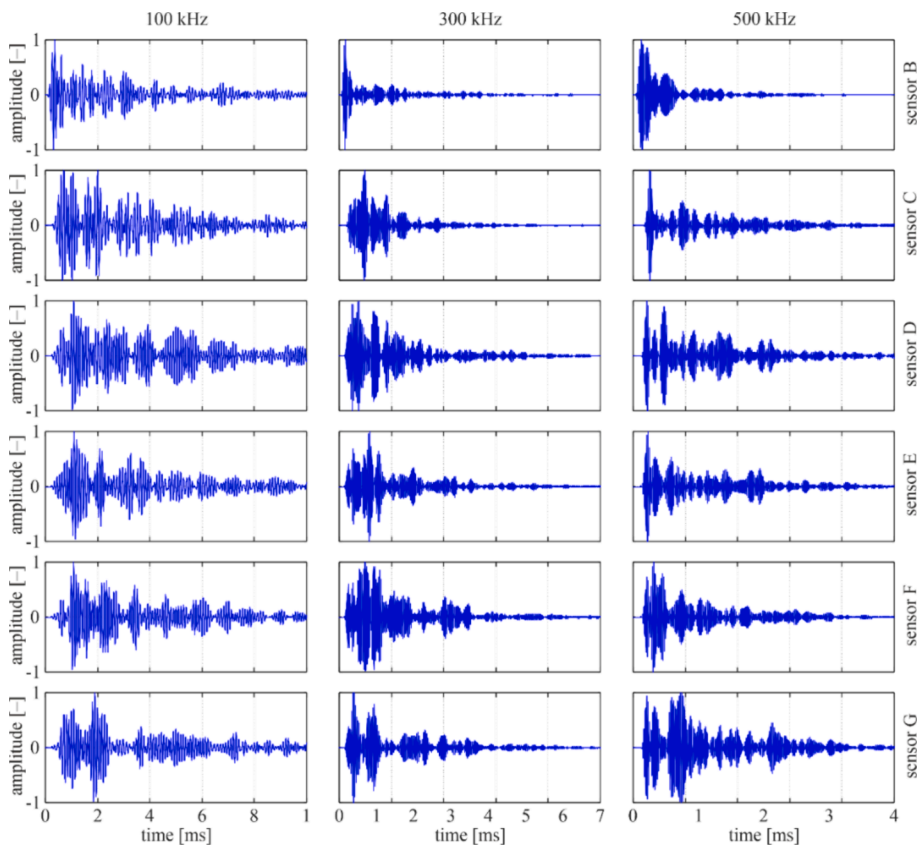 100 kHz 300 kHz 500 kHz
amplitude [–] 1 0 -1 sensor B
amplitude [–] 1 0 -1 sensor C
amplitude [–] 1 0 -1 sensor D
amplitude [–] 1 0 -1 sensor E
amplitude [–] 1 0 -1 sensor F
amplitude [–] 1 0 -1 sensor G
0 2 4 6 8 1 0 1 2 3 4 5 6 7 0 1 2 3 4
time [ms] time [ms] time [ms]